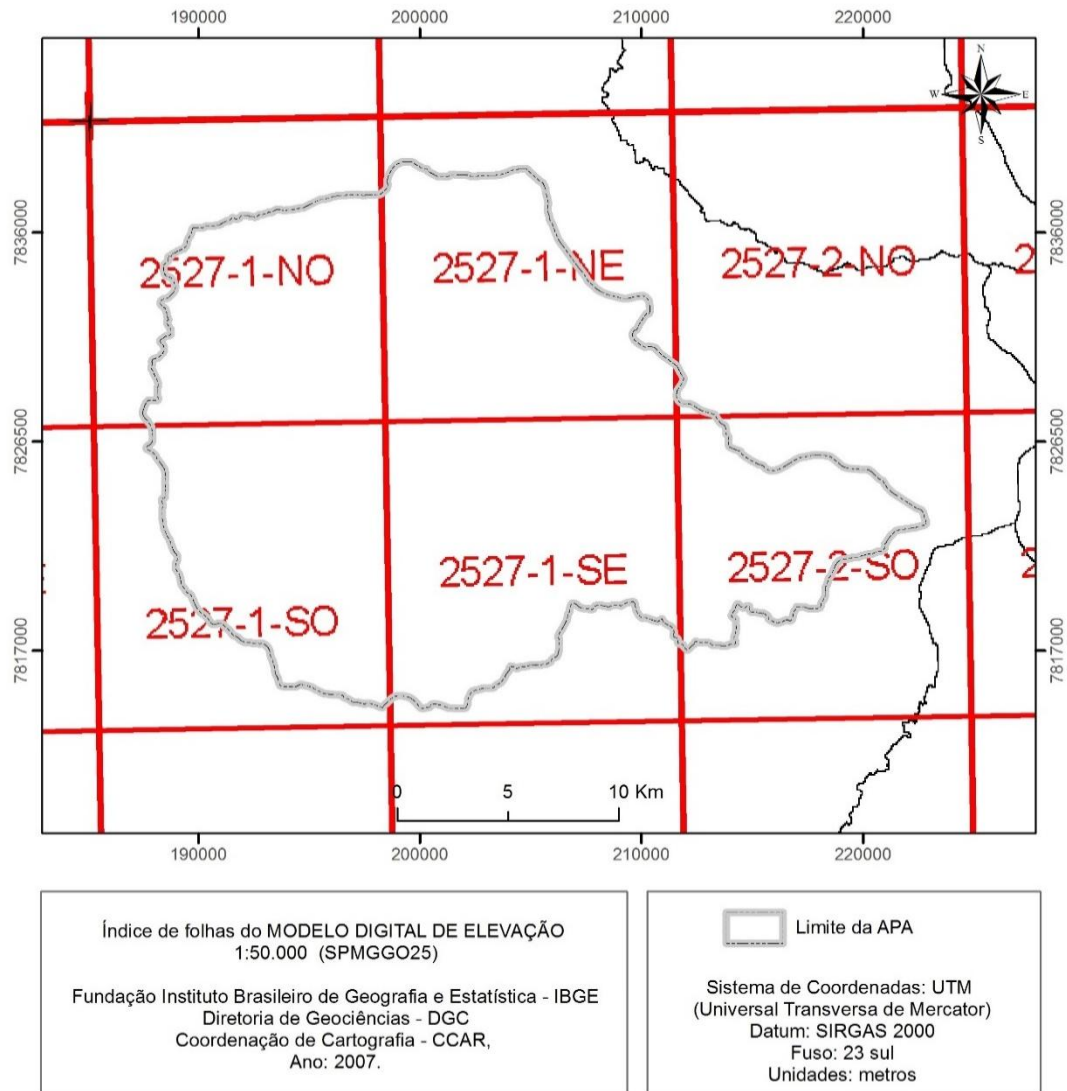 190000 200000 210000 220000
N
W E
S
7836000 7836000
2527-1-NO 2527-1-NE 2527-2-NO 2
7826500 7826500
2527-1-SE 2527-2-SO 2
2527-1-SO
7817000 7817000
0 5 10 Km
190000 200000 210000 220000
Índice de folhas do MODELO DIGITAL DE ELEVAÇÃO
1:50.000 (SPMGGO25)
Fundação Instituto Brasileiro de Geografia e Estatística - IBGE
Diretoria de Geociências - DGC
Coordenação de Cartografia - CCAR,
Ano: 2007.
Limite da APA
Sistema de Coordenadas: UTM
(Universal Transversa de Mercator)
Datum: SIRGAS 2000
Fuso: 23 sul
Unidades: metros